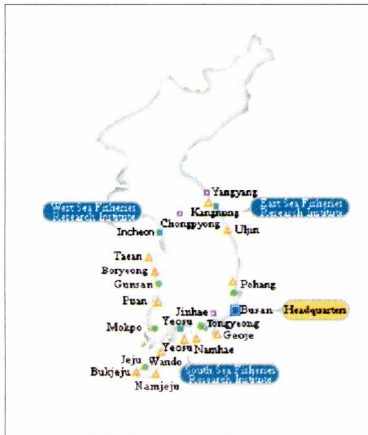 Yangyang
West Sea Fisheries
Research Institute
East Sea Fisheries
Research Institute
Kangnung
Chongpyong
Incheon
Uljin
Taean
Boryeong
Gunsan
Pohang
Puan
Jinhae
Busan
Headquarten
Mokpo
Yeosu
Tongyeong
Geoje
Yeosu
Namhae
Jeju
Wando
Bukjeju
Namjeju
South Sea Fisheries
Research Institute